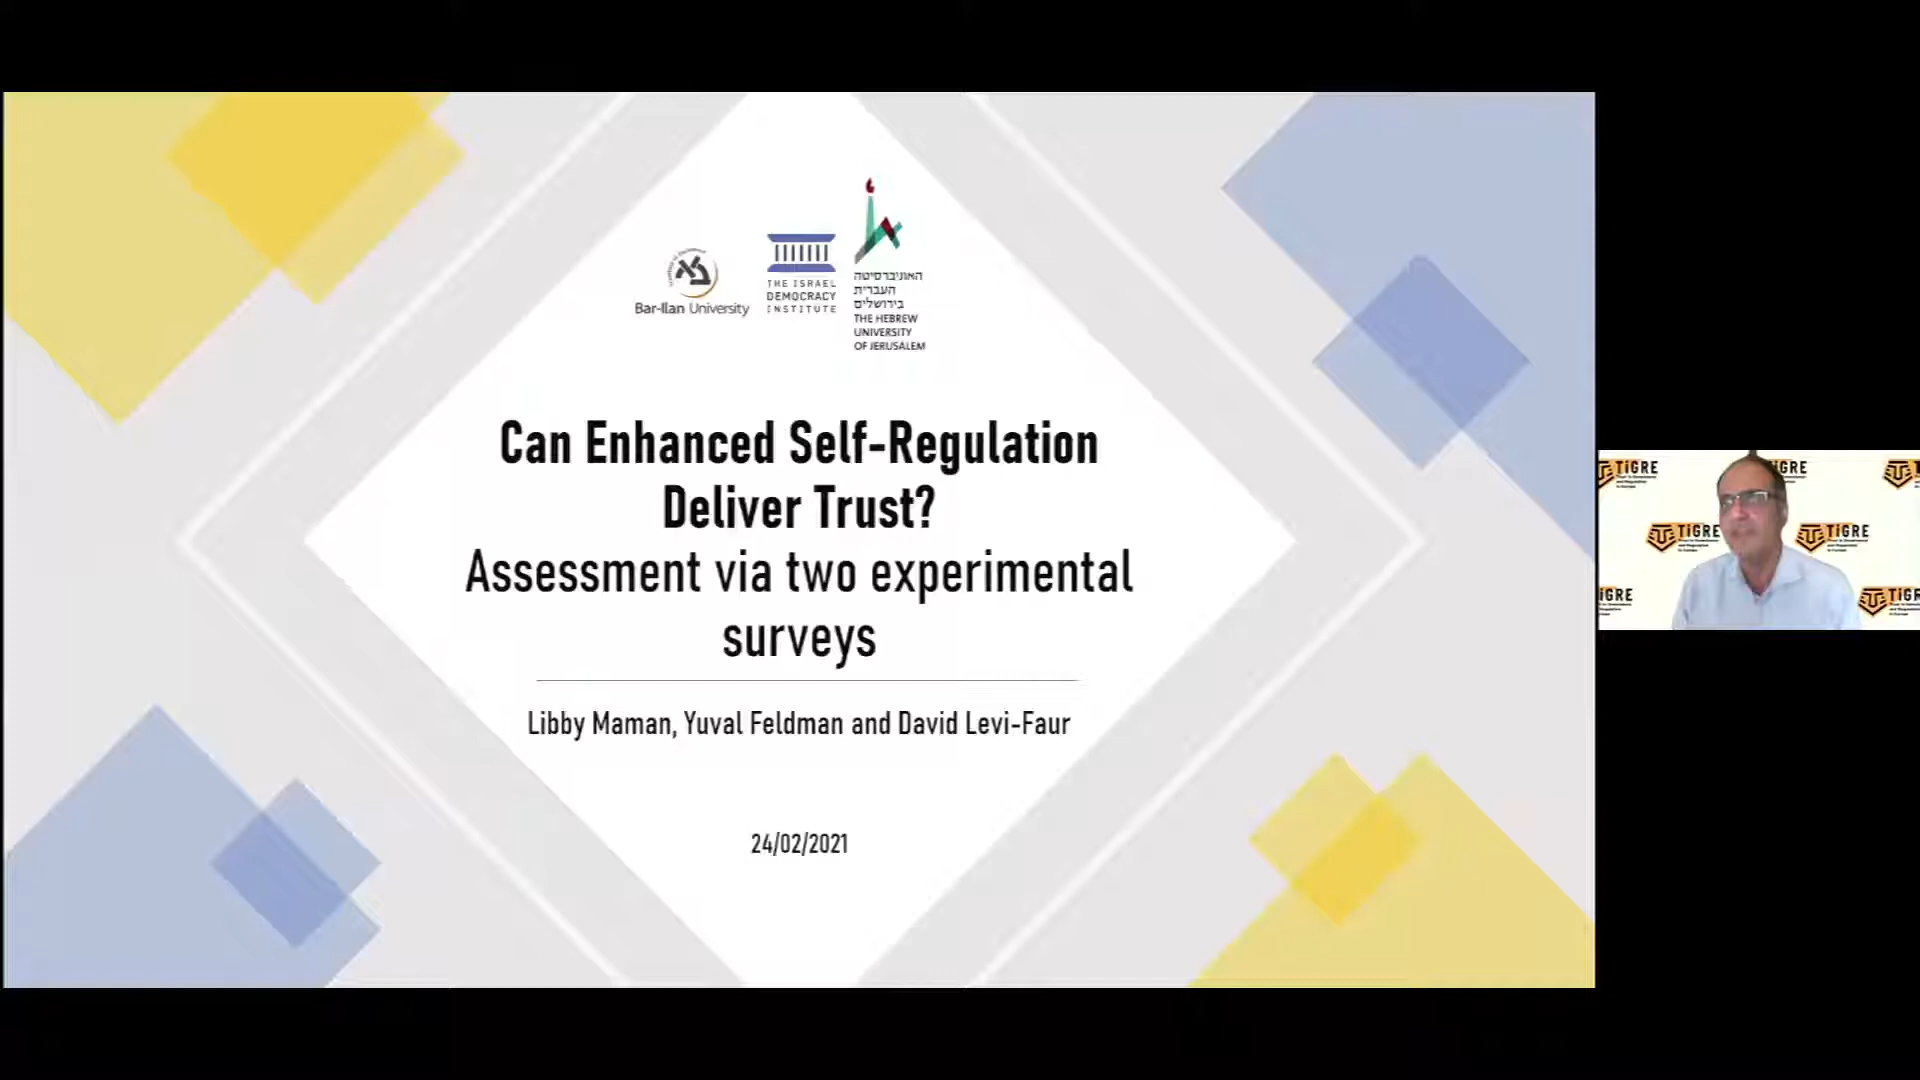 Bar-Ilan University
THE ISRAEL
DEMOCRACY
INSTITUTE
האוניברסיטה
העברית
בירושלים
THE HEBREW
UNIVERSITY
OF JERUSALEM
Can Enhanced Self-Regulation
Deliver Trust?
Assessment via two experimental
surveys
Libby Maman, Yuval Feldman and David Levi-Faur
24/02/2021
TiGRE
TiGRE
TiGRE